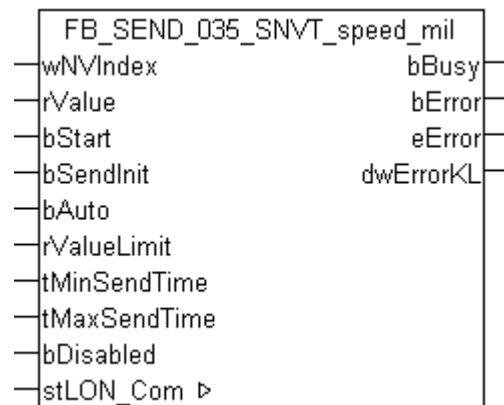 FB_SEND_035_SNVT_speed_mil
wNVIndex bBusy
rValue bError
bStart eError
bSendInit dwErrorKL
bAuto
rValueLimit
tMinSendTime
tMaxSendTime
bDisabled
stLON_Com ▷